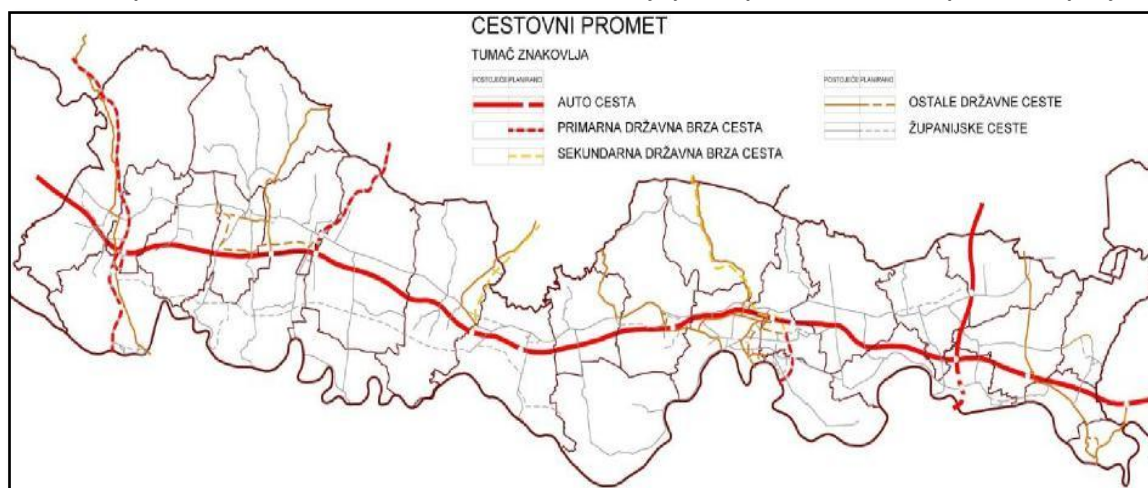 CESTOVNI PROMET
TUMAČ ZNAKOVLJA
POSTOJEĆE PLANIRANO
AUTO CESTA
PRIMARNA DRŽAVNA BRZA CESTA
SEKUNDARNA DRŽAVNA BRZA CESTA
POSTOJEĆE PLANIRANO
OSTALE DRŽAVNE CESTE
ŽUPANIJSKE CESTE